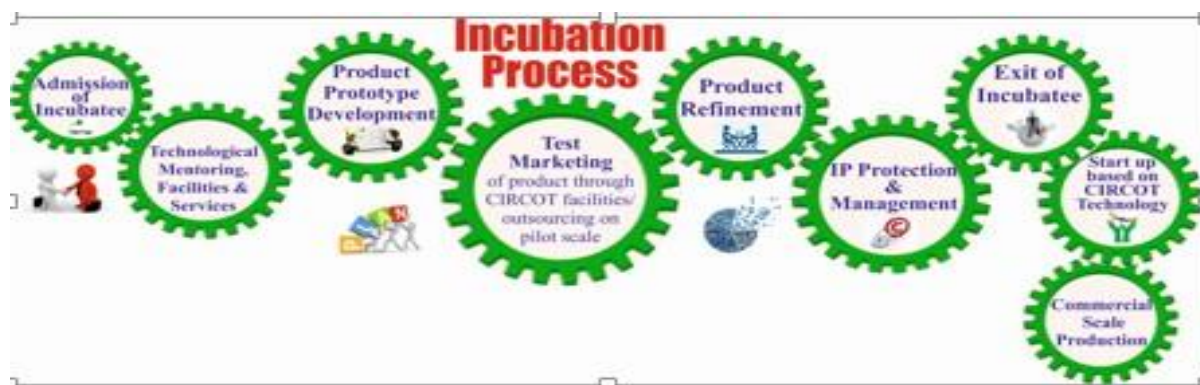 Incubation
Process
Admission
of
Incubatee
Technological
Mentoring,
Facilities &
Services
Product
Prototype
Development
Test
Marketing
of product through
CIRCOT facilities/
outsourcing on
pilot scale
Product
Refinement
IP Protection
&
Management
©
Exit of
Incubatee
Start up
based on
CIRCOT
Technology
Commercial
Scale
Production